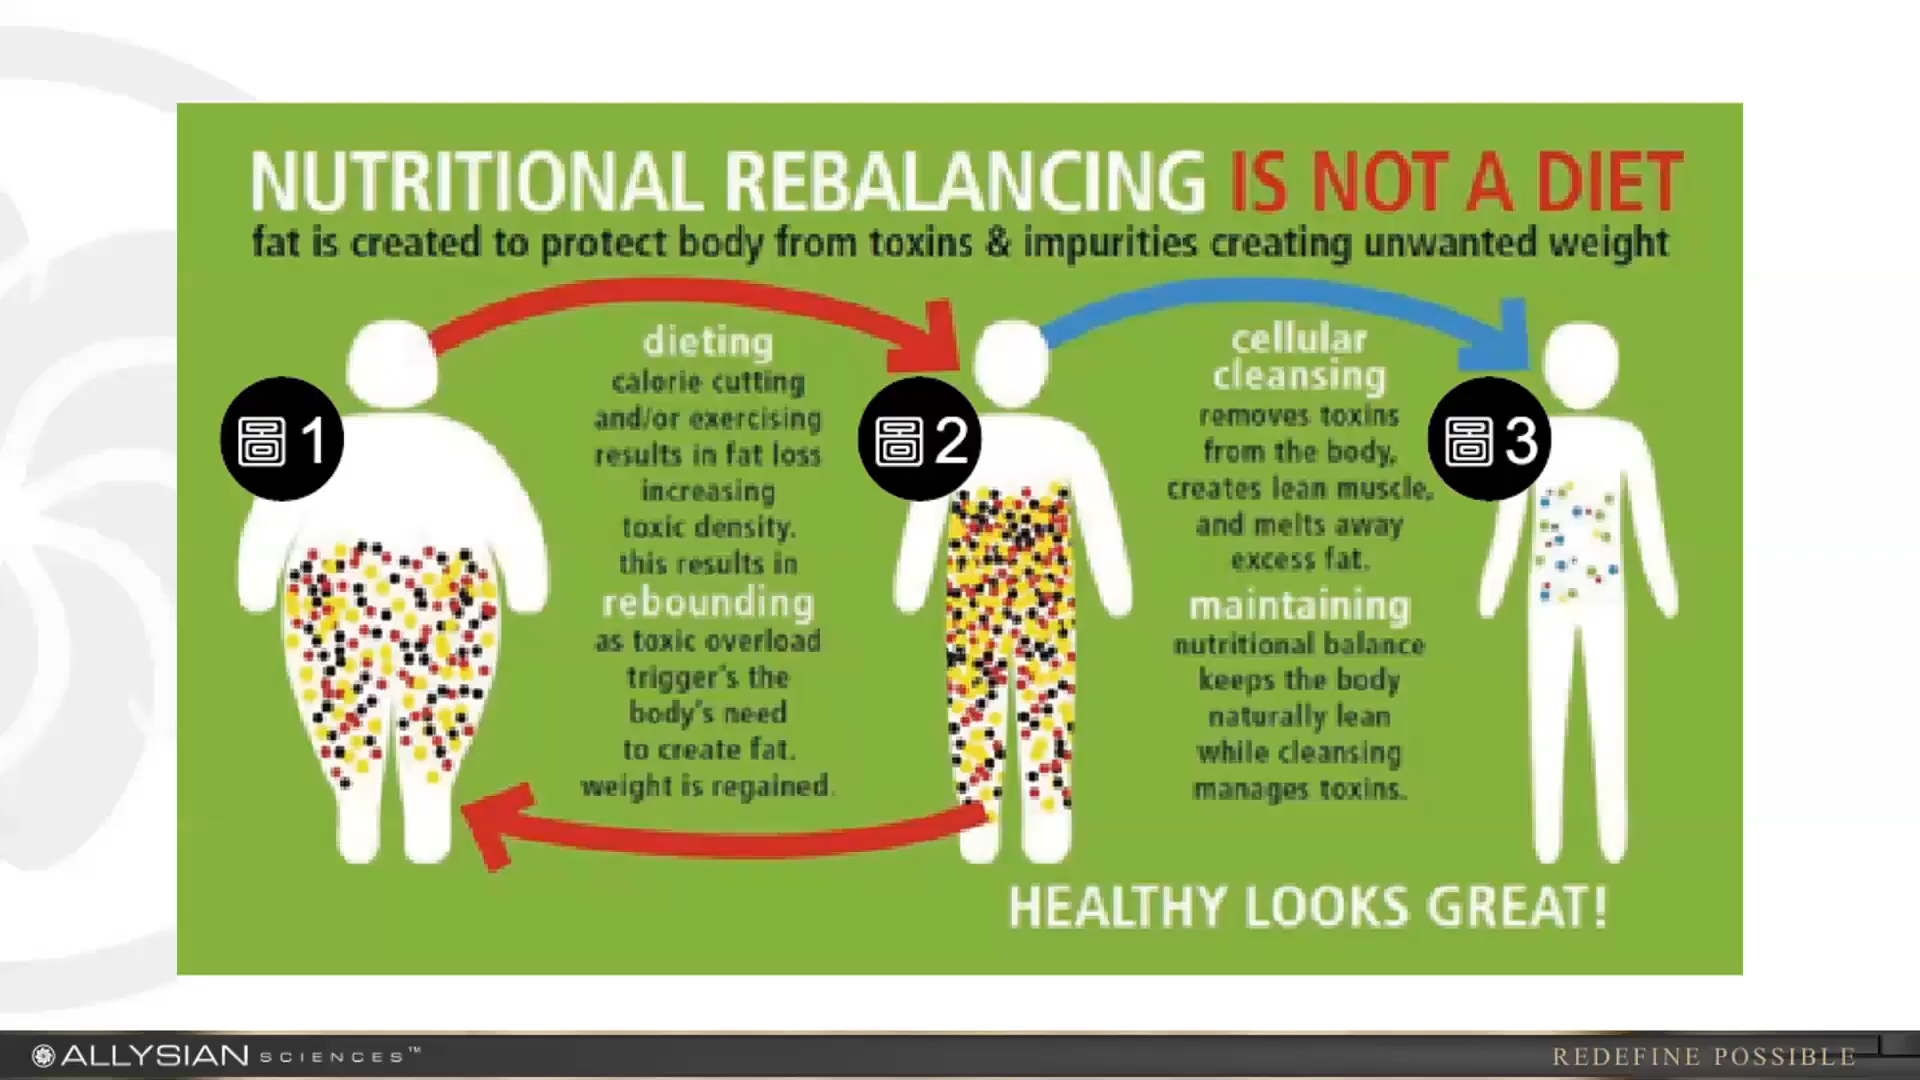 NUTRITIONAL REBALANCING IS NOT A DIET
fat is created to protect body from toxins & impurities creating unwanted weight
dieting
calorie cutting
and/or exercising
results in fat loss
increasing
toxic density.
this results in
rebounding
as toxic overload
trigger's the
body's need
to create fat.
weight is regained.
cellular
cleansing
removes toxins
from the body,
creates lean muscle,
and melts away
excess fat.
maintaining
nutritional balance
keeps the body
naturally lean
while cleansing
manages toxins.
1
2
3
HEALTHY LOOKS GREAT!
ALLYSIAN SCIENCES™
REDEFINE POSSIBLE